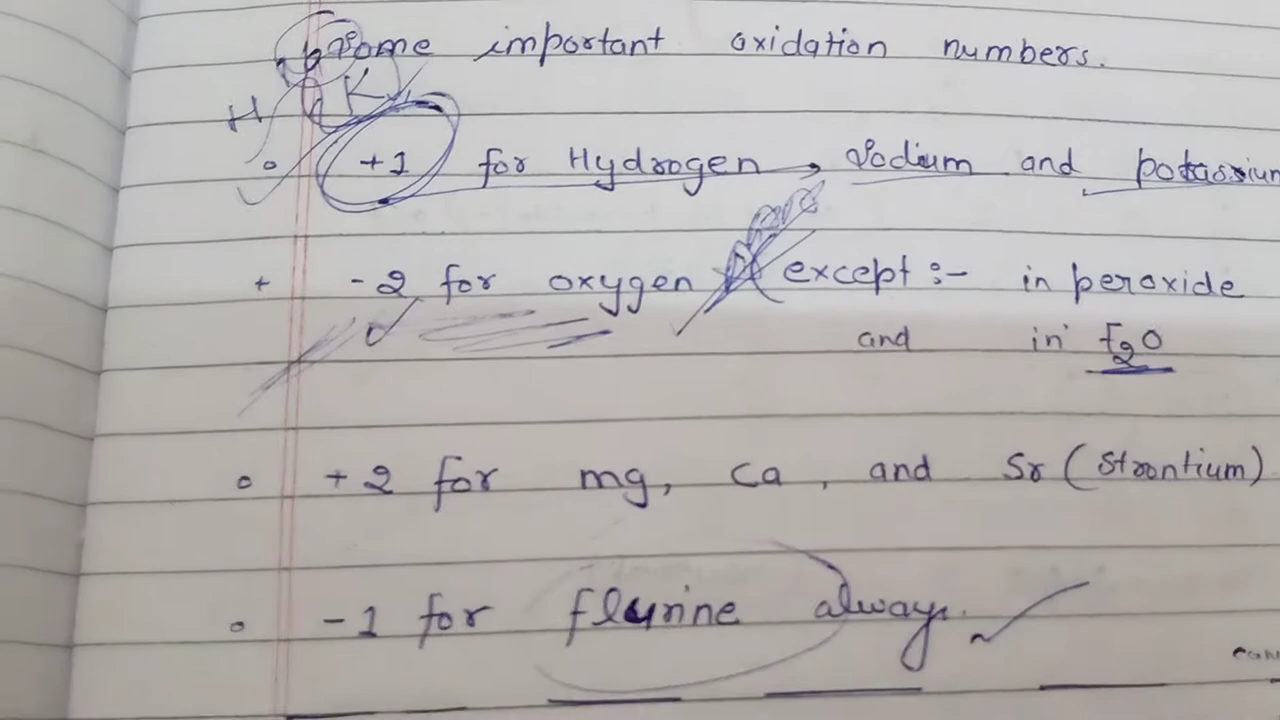 Some important oxidation numbers.
H K
+1 for Hydrogen → Sodium and potassium
-2 for oxygen except :- in peroxide
and in F2O
+2 for mg, Ca, and Sr (Strontium)
-1 for flurine always.